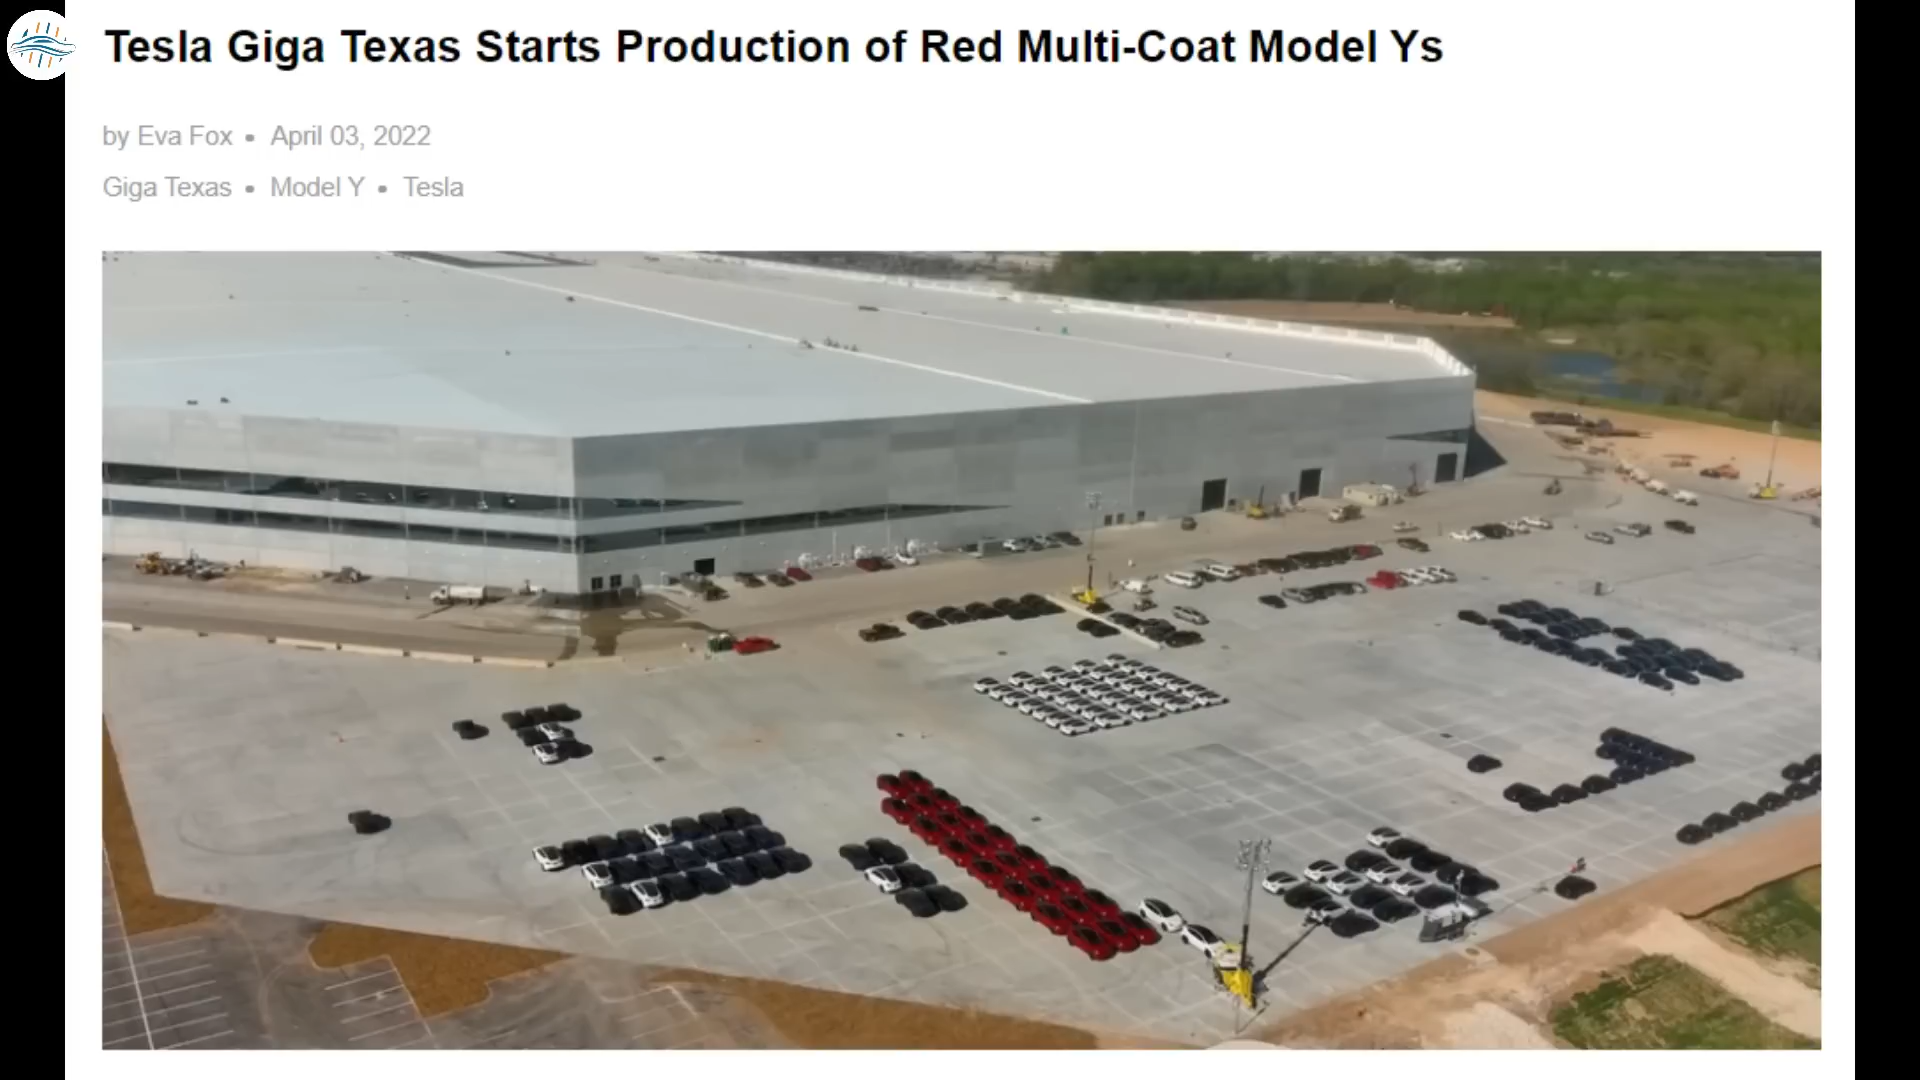 Tesla Giga Texas Starts Production of Red Multi-Coat Model Ys
by Eva Fox • April 03, 2022
Giga Texas • Model Y • Tesla